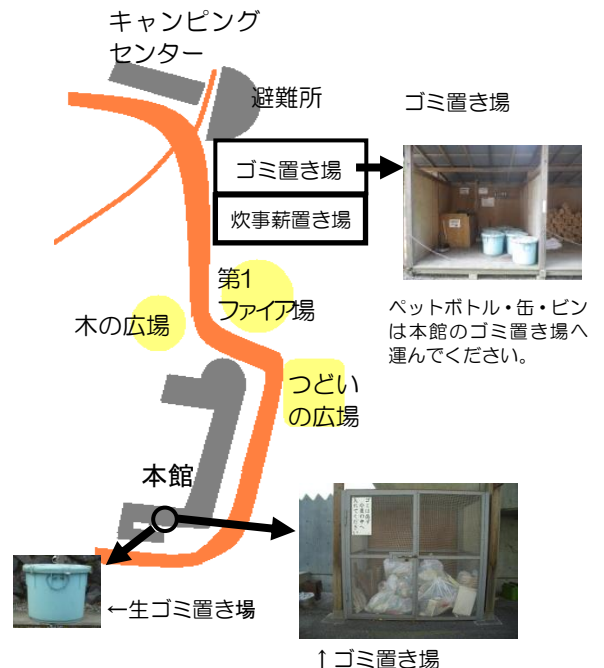 キャンピング
センター
避難所
ゴミ置き場
ゴミ置き場
炊事薪置き場
第1
ファイア場
木の広場
ペットボトル・缶・ビン
は本館のゴミ置き場へ
運んでください。
つどい
の広場
本館
←生ゴミ置き場
↑ゴミ置き場